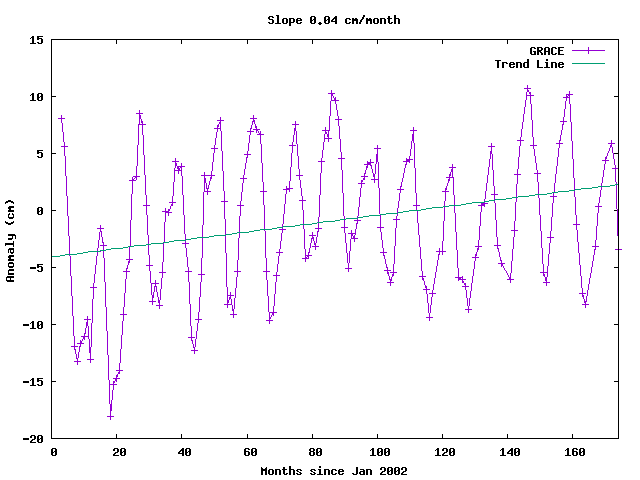 Slope 0.04 cm/month
GRACE
Trend Line
15
10
5
0
-5
-10
-15
-20
Anomaly (cm)
0 20 40 60 80 100 120 140 160
Months since Jan 2002